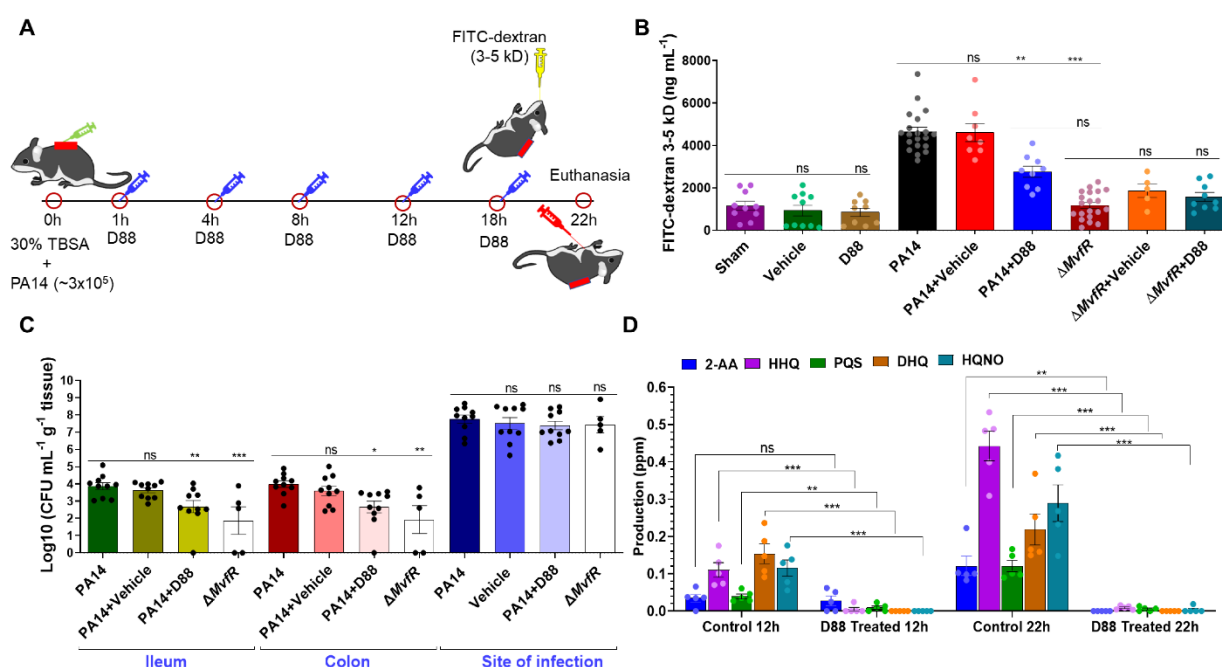 A
FITC-dextran
(3-5 kD)
Euthanasia
0h
1h
4h
8h
12h
18h
22h
D88
D88
D88
D88
D88
30% TBSA
+
PA14 (~3x10⁵)
B
FITC-dextran 3-5 kD (ng mL⁻¹)
8000
6000
4000
2000
0
ns
**
***
ns
ns
ns
ns
ns
Sham
Vehicle
D88
PA14
PA14+Vehicle
PA14+D88
ΔMvfR
ΔMvfR+Vehicle
ΔMvfR+D88
C
Log10 (CFU mL⁻¹ g⁻¹ tissue)
10
9
8
7
6
5
4
3
2
1
0
ns
**
***
ns
*
**
ns
ns
ns
PA14
PA14+Vehicle
PA14+D88
ΔMvfR
PA14
PA14+Vehicle
PA14+D88
ΔMvfR
PA14
Vehicle
PA14+D88
ΔMvfR
Ileum
Colon
Site of infection
D
2-AA
HHQ
PQS
DHQ
HQNO
Production (ppm)
0.6
0.5
0.4
0.3
0.2
0.1
0.0
ns
***
**
***
***
**
***
***
***
***
Control 12h
D88 Treated 12h
Control 22h
D88 Treated 22h